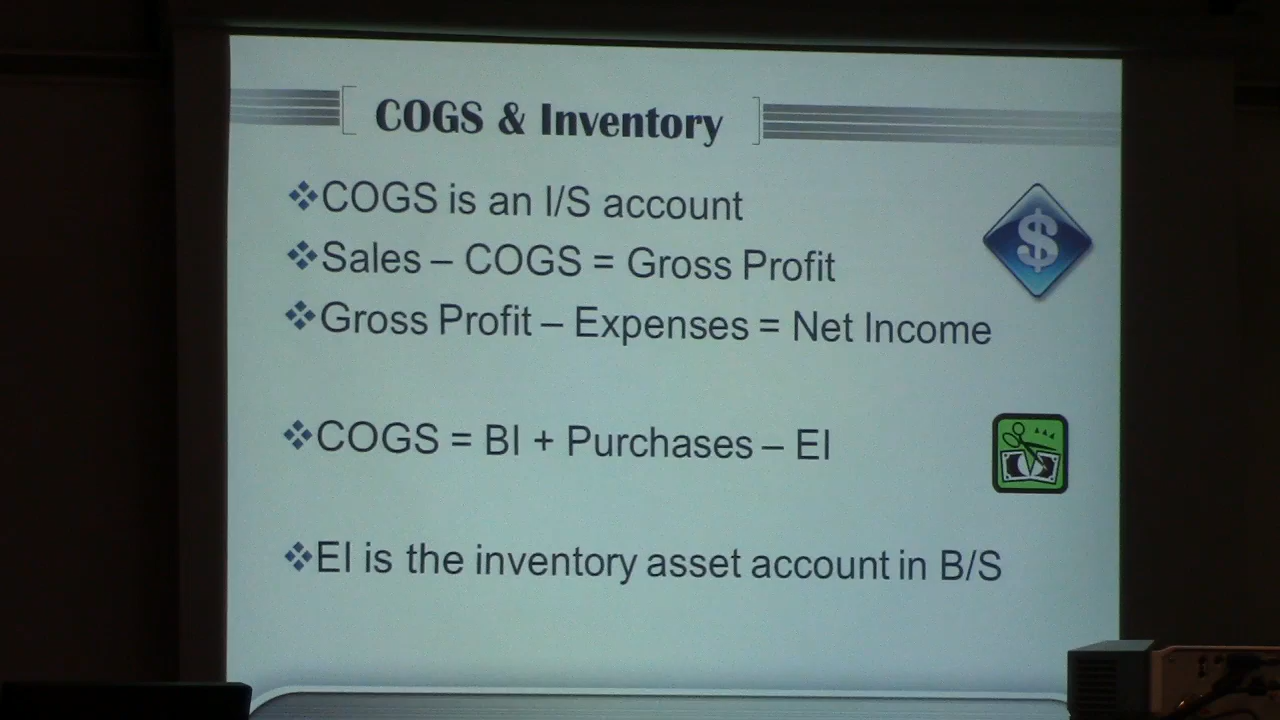 COGS & Inventory
COGS is an I/S account
Sales – COGS = Gross Profit
$
Gross Profit – Expenses = Net Income
COGS = BI + Purchases – EI
EI is the inventory asset account in B/S